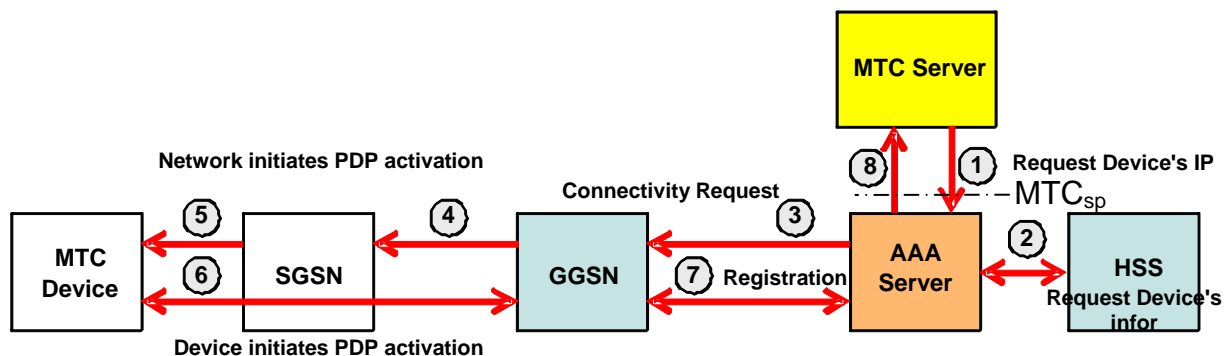 MTC Server
Network initiates PDP activation
8
1
Request Device's IP
Connectivity Request
MTCsp
5
4
3
2
MTC
Device
SGSN
GGSN
AAA
Server
HSS
6
7
Registration
Request Device's
infor
Device initiates PDP activation